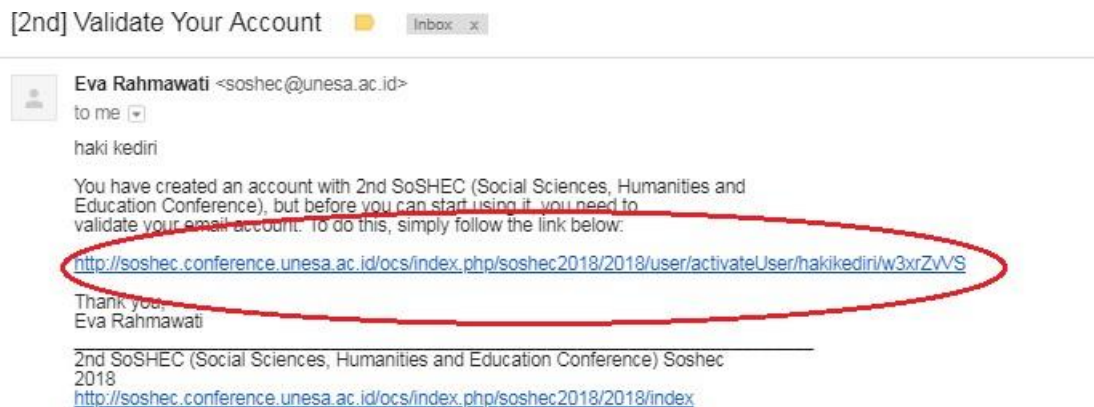 [2nd] Validate Your Account
Inbox x
Eva Rahmawati <soshec@unesa.ac.id>
to me
haki kediri
You have created an account with 2nd SoSHEC (Social Sciences, Humanities and
Education Conference), but before you can start using it, you need to
validate your email account. To do this, simply follow the link below:
http://soshec.conference.unesa.ac.id/ocs/index.php/soshec2018/2018/user/activateUser/hakikediri/w3xrZVVS
Thank you,
Eva Rahmawati
2nd SoSHEC (Social Sciences, Humanities and Education Conference) Soshec
2018
http://soshec.conference.unesa.ac.id/ocs/index.php/soshec2018/2018/index